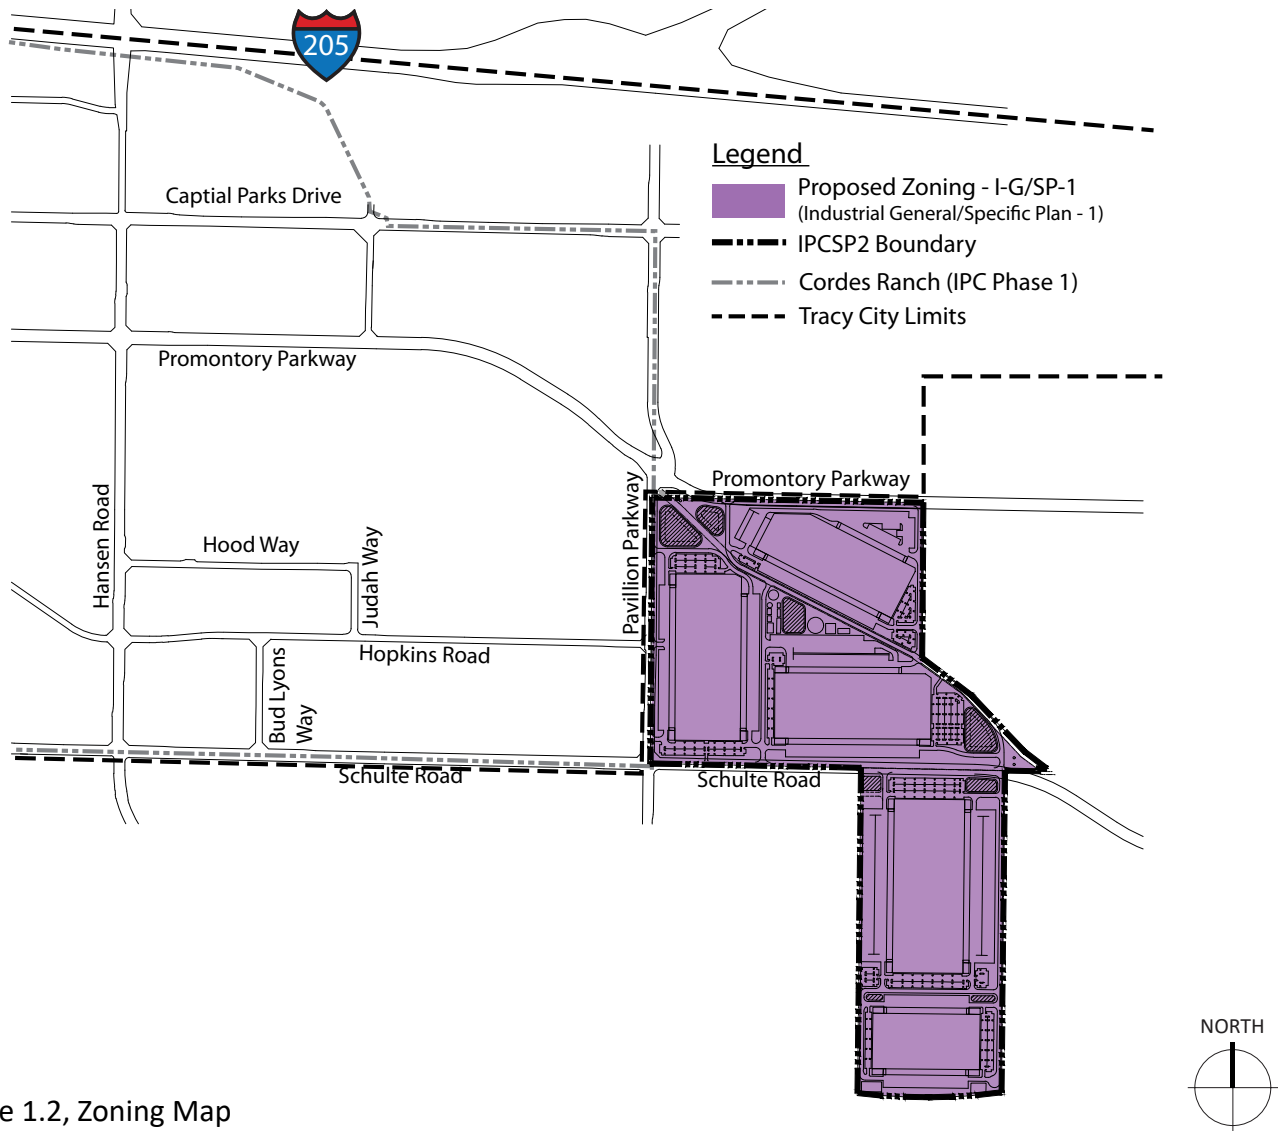 205
Legend
Proposed Zoning - I-G/SP-1
(Industrial General/Specific Plan - 1)
IPCSP2 Boundary
Cordes Ranch (IPC Phase 1)
Tracy City Limits
Captial Parks Drive
Promontory Parkway
Promontory Parkway
Hansen Road
Hood Way
Judah Way
Pavillion Parkway
Hopkins Road
Bud Lyons
Way
Schulte Road
Schulte Road
NORTH
e 1.2, Zoning Map